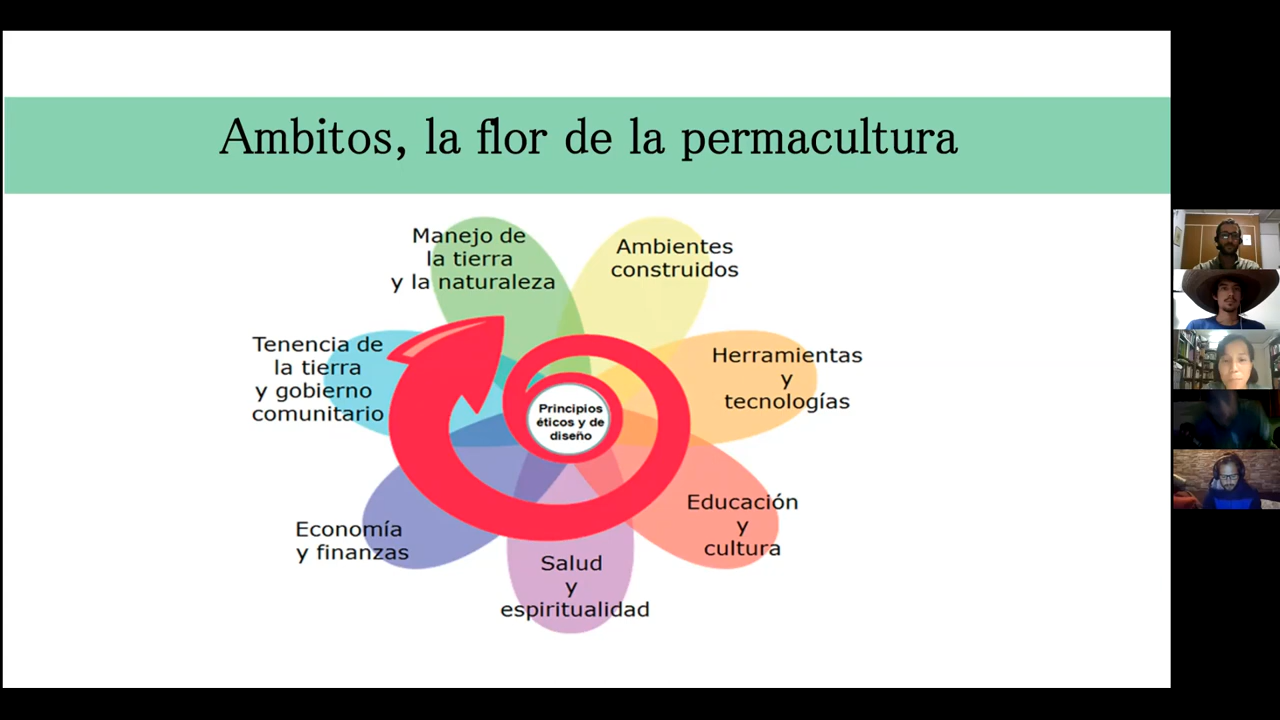 Ambitos, la flor de la permacultura
Manejo de
la tierra
y la naturaleza
Ambientes
construidos
Herramientas
y
tecnologías
Educación
y
cultura
Salud
y
espiritualidad
Economía
y finanzas
Tenencia de
la tierra
y gobierno
comunitario
Principios
éticos y de
diseño